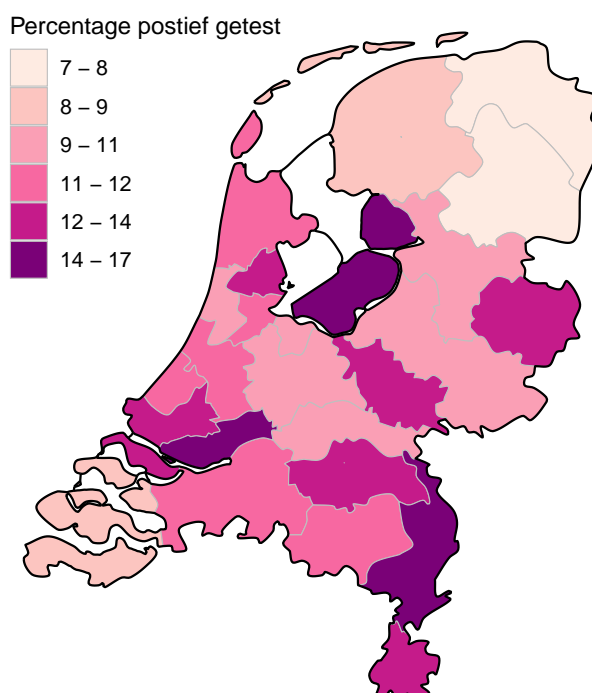 Percentage postief getest
7 – 8
8 – 9
9 – 11
11 – 12
12 – 14
14 – 17